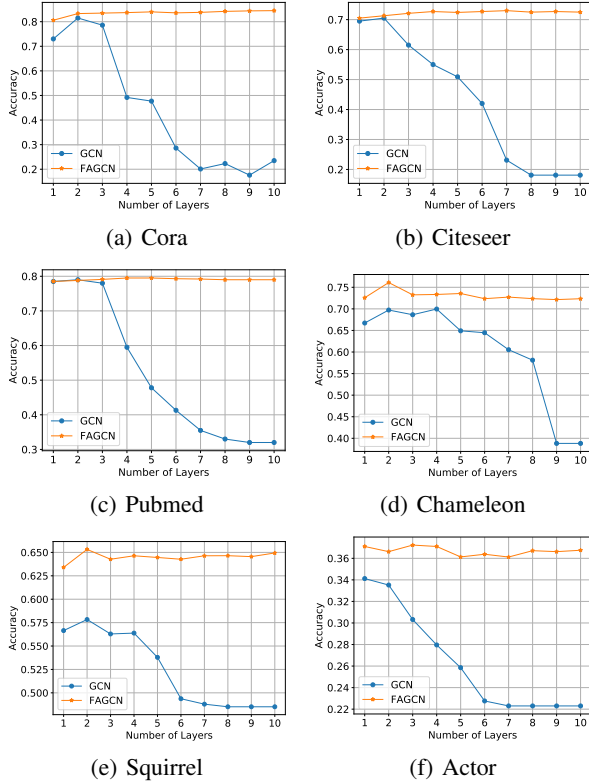 0.8
0.7
0.6
0.5
0.4
0.3
0.2
Accuracy
GCN
FAGCN
1 2 3 4 5 6 7 8 9 10
Number of Layers
(a) Cora
0.7
0.6
0.5
0.4
0.3
0.2
Accuracy
GCN
FAGCN
1 2 3 4 5 6 7 8 9 10
Number of Layers
(b) Citeseer
0.8
0.7
0.6
0.5
0.4
0.3
Accuracy
GCN
FAGCN
1 2 3 4 5 6 7 8 9 10
Number of Layers
(c) Pubmed
0.75
0.70
0.65
0.60
0.55
0.50
0.45
0.40
Accuracy
GCN
FAGCN
1 2 3 4 5 6 7 8 9 10
Number of Layers
(d) Chameleon
0.650
0.625
0.600
0.575
0.550
0.525
0.500
Accuracy
GCN
FAGCN
1 2 3 4 5 6 7 8 9 10
Number of Layers
(e) Squirrel
0.36
0.34
0.32
0.30
0.28
0.26
0.24
0.22
Accuracy
GCN
FAGCN
1 2 3 4 5 6 7 8 9 10
Number of Layers
(f) Actor